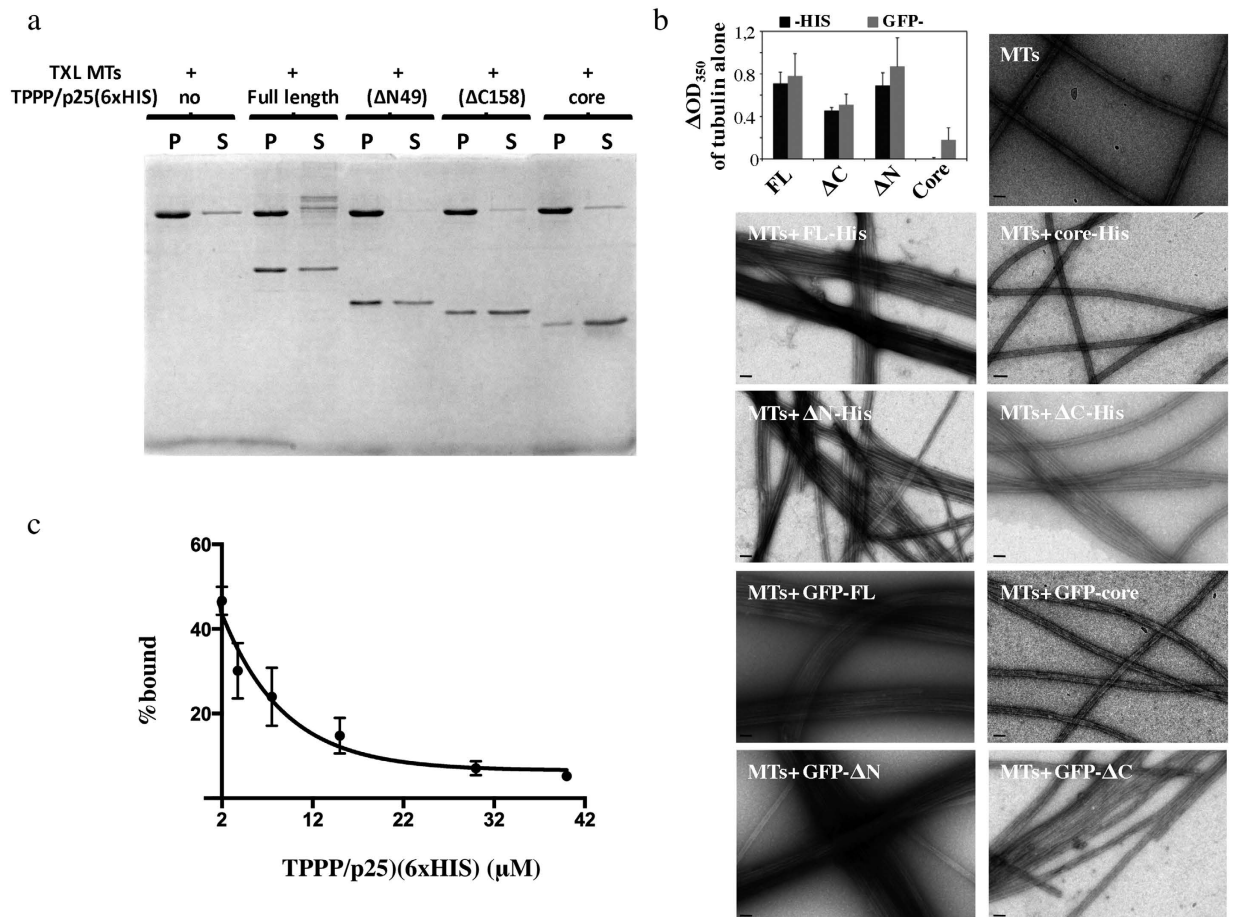 a
TXL MTs + + + + +
TPPP/p25(6xHIS) no Full length (ΔN49) (ΔC158) core
P S P S P S P S P S
b
-HIS GFP-
ΔOD350
of tubulin alone
1,2
0.8
0.4
0
FL ΔC ΔN Core
MTs
MTs+FL-His
MTs+core-His
MTs+ΔN-His
MTs+ΔC-His
MTs+GFP-FL
MTs+GFP-core
MTs+GFP-ΔN
MTs+GFP-ΔC
c
% bound
60
40
20
2 12 22 32 42
TPPP/p25)(6xHIS) (μM)